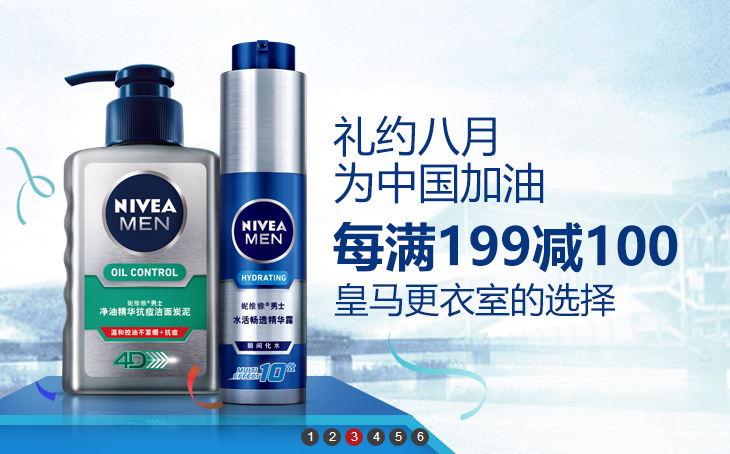 礼约八月
为中国加油
每满199减100
皇马更衣室的选择
NIVEA
MEN
OIL CONTROL
妮维雅®男士
净油精华抗痘洁面炭泥
温和控油不紧绷+抗痘
4D
NIVEA
MEN
HYDRATING
妮维雅®男士
水活畅透精华露
瞬间化水
MULTI EFFECT 10效
1 2 3 4 5 6